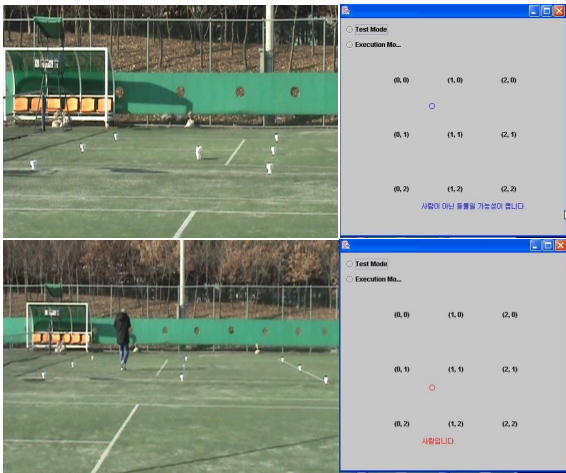 Test Mode
Execution Mo...
(0, 0) (1, 0) (2, 0)
(0, 1) (1, 1) (2, 1)
(0, 2) (1, 2) (2, 2)
사람이 아닌 동물일 가능성이 큽니다.
Test Mode
Execution Mo...
(0, 0) (1, 0) (2, 0)
(0, 1) (1, 1) (2, 1)
(0, 2) (1, 2) (2, 2)
사람입니다.